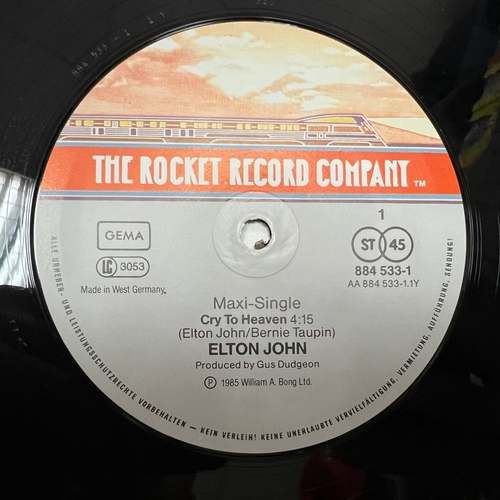 THE ROCKET RECORD COMPANY TM
GEMA
LC 3053
Made in West Germany
1
ST 45
884 533-1
AA 884 533-1.1Y
Maxi-Single
Cry To Heaven 4:15
(Elton John/Bernie Taupin)
ELTON JOHN
Produced by Gus Dudgeon
Ⓟ 1985 William A. Bong Ltd.
ALLE URHEBER- UND LEISTUNGSSCHUTZRECHTE VORBEHALTEN – KEIN VERLEIH! KEINE UNERLAUBTE VERVIELFÄLTIGUNG, VERMIETUNG, AUFFÜHRUNG, SENDUNG!